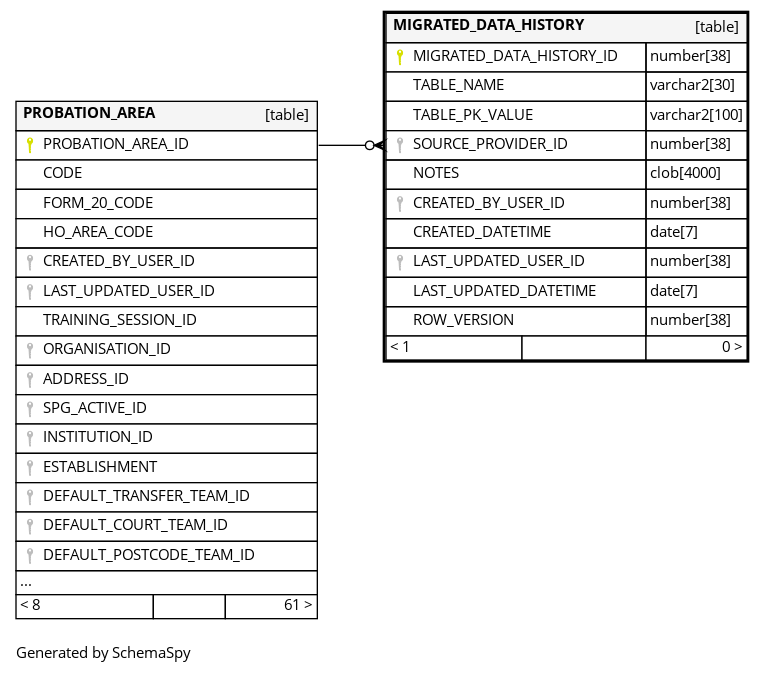 MIGRATED_DATA_HISTORY [table]
MIGRATED_DATA_HISTORY_ID number[38]
TABLE_NAME varchar2[30]
TABLE_PK_VALUE varchar2[100]
SOURCE_PROVIDER_ID number[38]
NOTES clob[4000]
CREATED_BY_USER_ID number[38]
CREATED_DATETIME date[7]
LAST_UPDATED_USER_ID number[38]
LAST_UPDATED_DATETIME date[7]
ROW_VERSION number[38]
< 1 0 >
PROBATION_AREA [table]
PROBATION_AREA_ID
CODE
FORM_20_CODE
HO_AREA_CODE
CREATED_BY_USER_ID
LAST_UPDATED_USER_ID
TRAINING_SESSION_ID
ORGANISATION_ID
ADDRESS_ID
SPG_ACTIVE_ID
INSTITUTION_ID
ESTABLISHMENT
DEFAULT_TRANSFER_TEAM_ID
DEFAULT_COURT_TEAM_ID
DEFAULT_POSTCODE_TEAM_ID
...
< 8 61 >
Generated by SchemaSpy